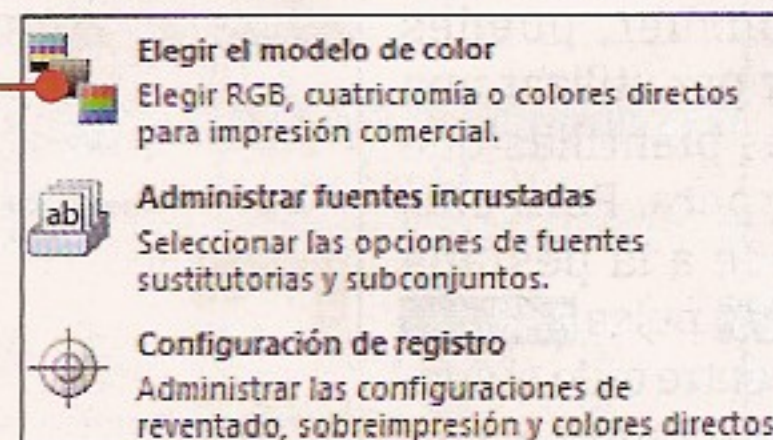 Elegir el modelo de color
Elegir RGB, cuatricromía o colores directos
para impresión comercial.
ab
Administrar fuentes incrustadas
Seleccionar las opciones de fuentes
sustitutorias y subconjuntos.
Configuración de registro
Administrar las configuraciones de
reventado, sobreimpresión y colores directos